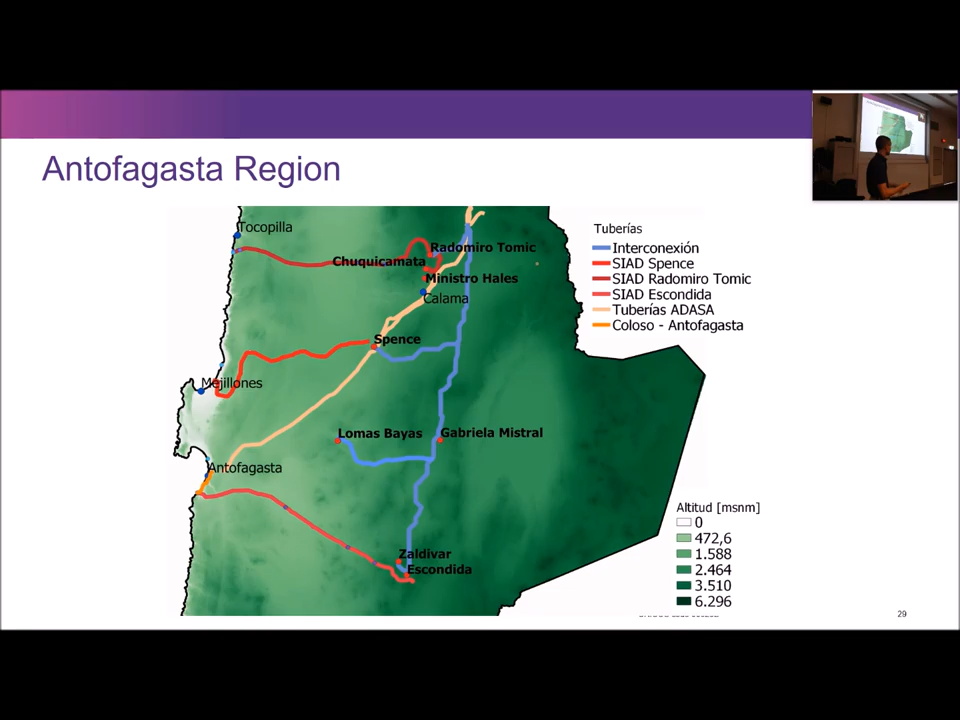 Antofagasta Region
Tocopilla
Radomiro Tomic
Chuquicamata
Ministro Hales
Calama
Spence
Mejillones
Lomas Bayas
Gabriela Mistral
Antofagasta
Zaldivar
Escondida
Tuberías
Interconexión
SIAD Spence
SIAD Radomiro Tomic
SIAD Escondida
Tuberías ADASA
Coloso - Antofagasta
Altitud [msnm]
0
472,6
1.588
2.464
3.510
6.296
29